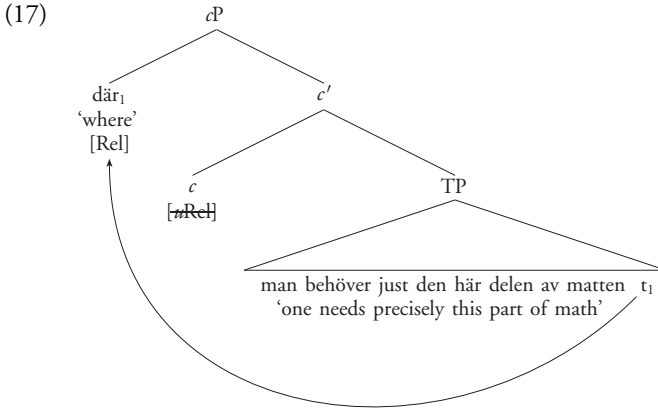 (17)
cP
där₁
‘where’
[Rel]
c′
c
[uRel]
TP
man behöver just den här delen av matten t₁
‘one needs precisely this part of math’